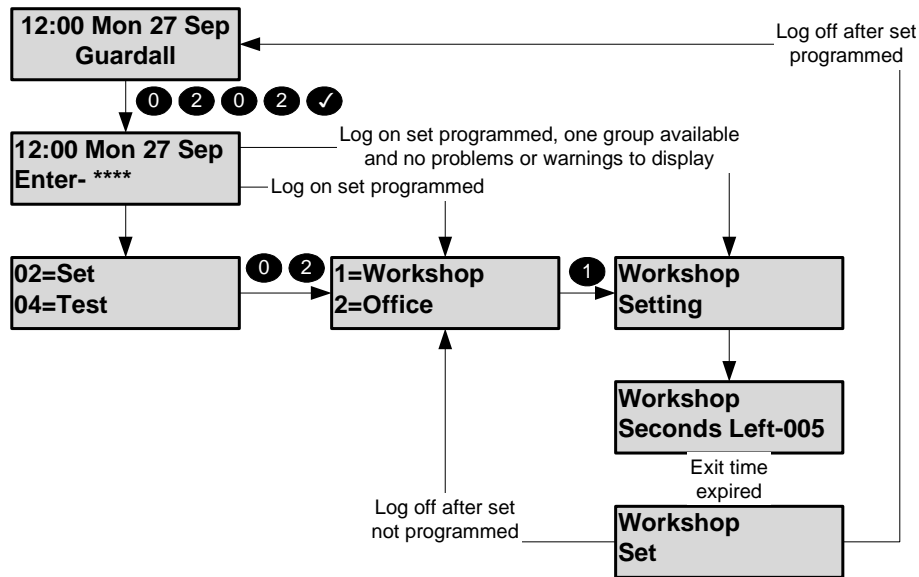 12:00 Mon 27 Sep
Guardall
Log off after set
programmed
0 2 0 2 ✓
12:00 Mon 27 Sep
Enter- ****
Log on set programmed, one group available
and no problems or warnings to display
Log on set programmed
02=Set
04=Test
0 2
1=Workshop
2=Office
1
Workshop
Setting
Workshop
Seconds Left-005
Exit time
expired
Log off after set
not programmed
Workshop
Set